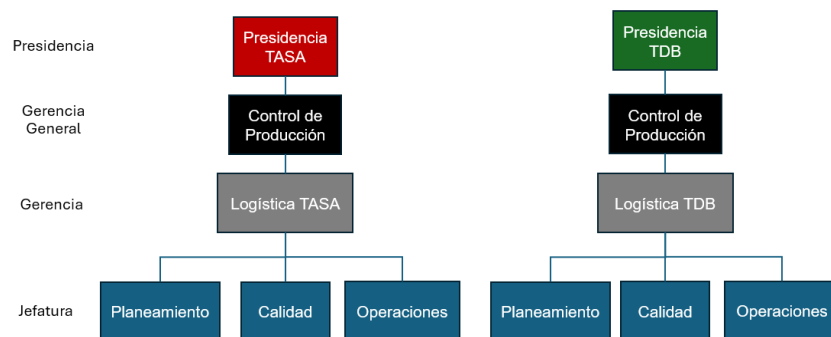 Presidencia
Presidencia
TASA
Presidencia
TDB
Gerencia
General
Control de
Producción
Control de
Producción
Gerencia
Logística TASA
Logística TDB
Jefatura
Planeamiento
Calidad
Operaciones
Planeamiento
Calidad
Operaciones